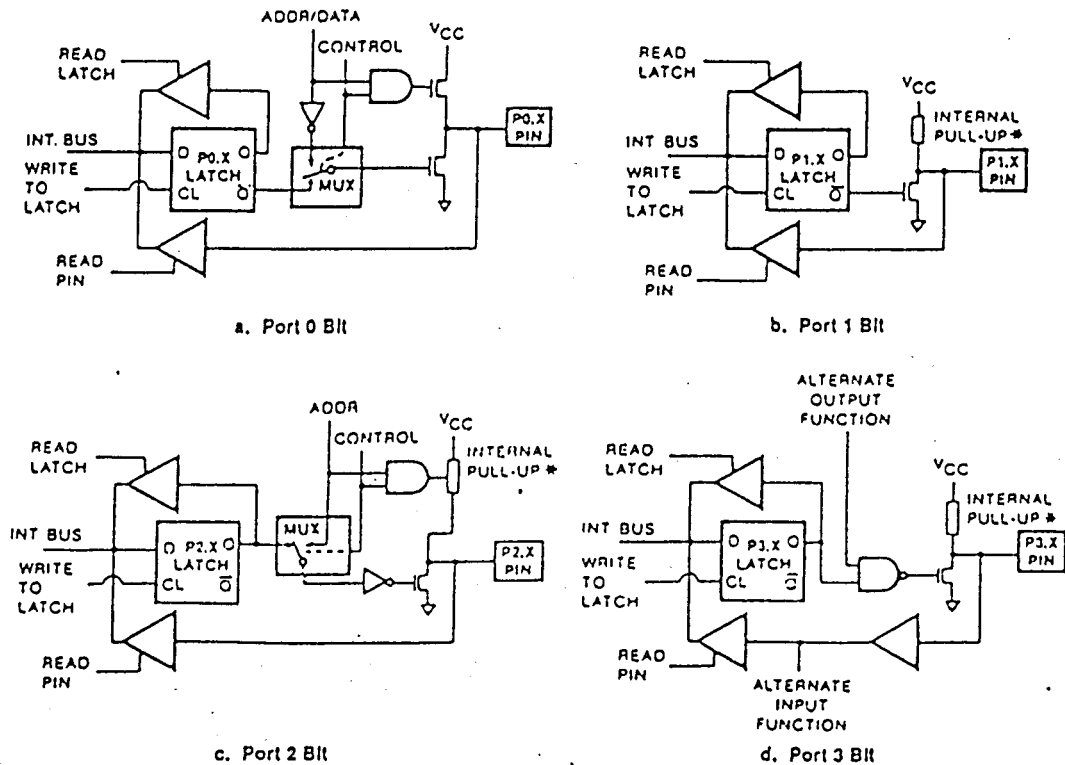 ADDR/DATA
CONTROL
VCC
READ
LATCH
INT. BUS
WRITE
TO
LATCH
D
P0.X
LATCH
Q
CL
Q̅
MUX
P0.X
PIN
READ
PIN
a. Port 0 Bit
READ
LATCH
VCC
INTERNAL
PULL-UP *
INT. BUS
WRITE
TO
LATCH
D
P1.X
LATCH
Q
CL
Q̅
P1.X
PIN
READ
PIN
b. Port 1 Bit
ADDR
CONTROL
VCC
INTERNAL
PULL-UP *
READ
LATCH
INT BUS
WRITE
TO
LATCH
D
P2.X
LATCH
Q
CL
Q̅
MUX
P2.X
PIN
READ
PIN
c. Port 2 Bit
ALTERNATE
OUTPUT
FUNCTION
READ
LATCH
VCC
INTERNAL
PULL-UP *
INT BUS
WRITE
TO
LATCH
D
P3.X
LATCH
Q
CL
Q̅
P3.X
PIN
READ
PIN
ALTERNATE
INPUT
FUNCTION
d. Port 3 Bit